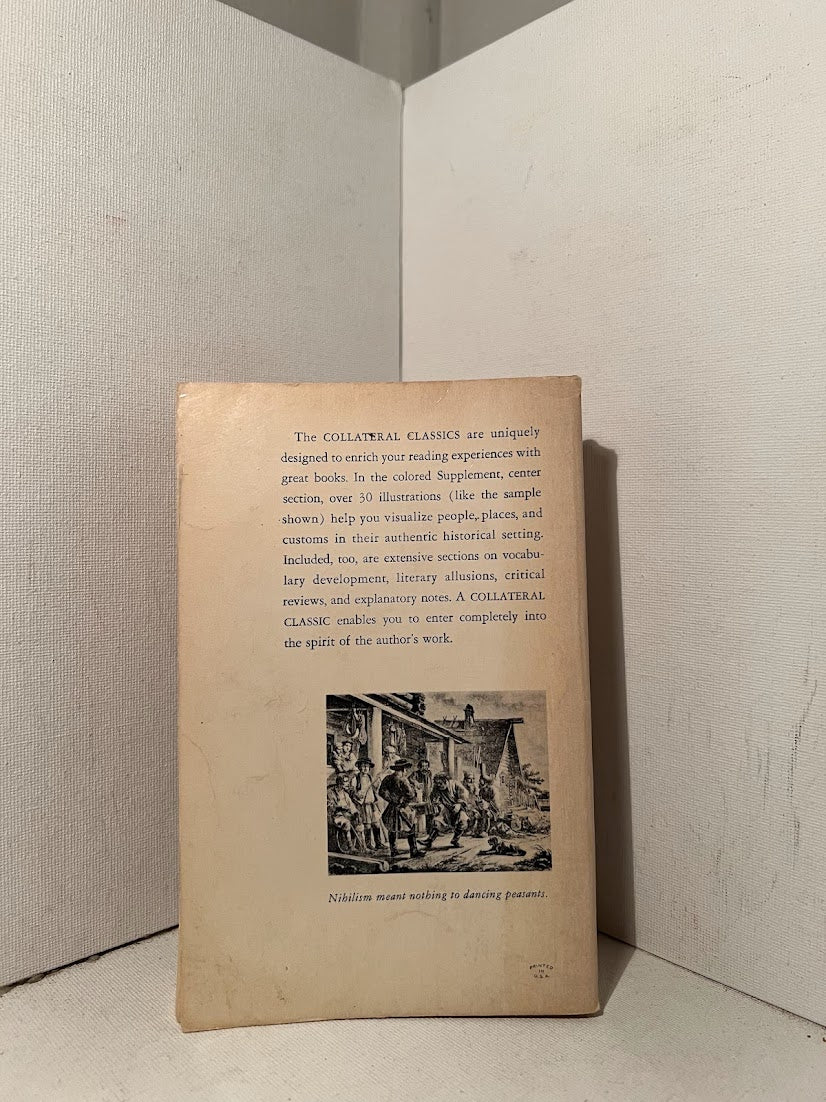 The COLLATERAL CLASSICS are uniquely
designed to enrich your reading experiences with
great books. In the colored Supplement, center
section, over 30 illustrations (like the sample
shown) help you visualize people, places, and
customs in their authentic historical setting.
Included, too, are extensive sections on vocabu-
lary development, literary allusions, critical
reviews, and explanatory notes. A COLLATERAL
CLASSIC enables you to enter completely into
the spirit of the author's work.
Nihilism meant nothing to dancing peasants.
PRINTED
IN
U.S.A.